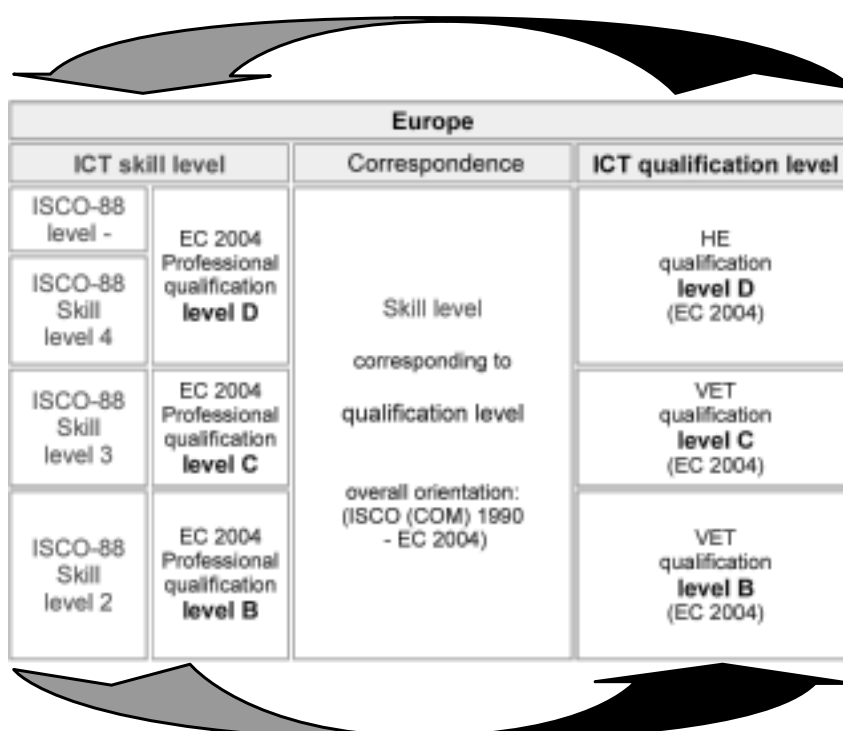 Europe
ICT skill level
Correspondence
ICT qualification level
ISCO-88
level -
ISCO-88
Skill
level 4
EC 2004
Professional
qualification
level D
ISCO-88
Skill
level 3
EC 2004
Professional
qualification
level C
ISCO-88
Skill
level 2
EC 2004
Professional
qualification
level B
Skill level
corresponding to
qualification level
overall orientation:
(ISCO (COM) 1990
- EC 2004)
HE
qualification
level D
(EC 2004)
VET
qualification
level C
(EC 2004)
VET
qualification
level B
(EC 2004)